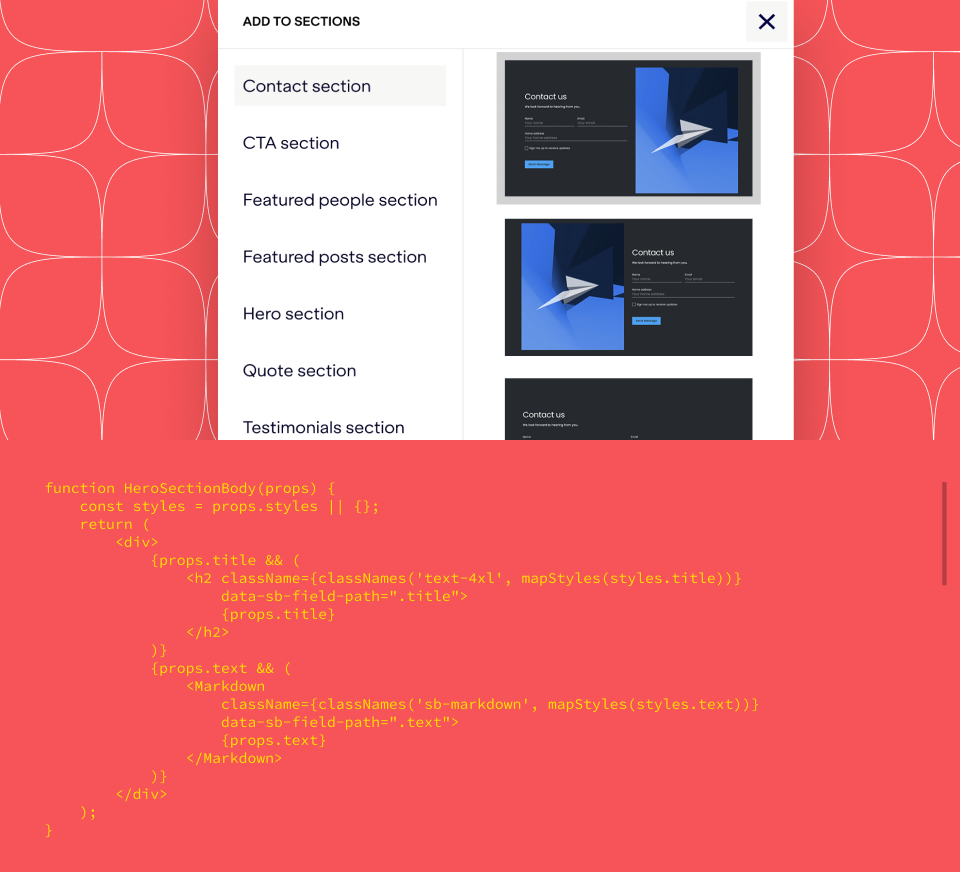 ADD TO SECTIONS
Contact section
CTA section
Featured people section
Featured posts section
Hero section
Quote section
Testimonials section
Contact us
We look forward to hearing from you.
Name
Email
Your name
Your email
Home address
Your home address
Sign me up to receive updates
Send Message
Contact us
We look forward to hearing from you.
Name
Email
Your name
Your email
Home address
Your home address
Sign me up to receive updates
Send Message
Contact us
We look forward to hearing from you.
Name
Email
function HeroSectionBody(props) {
    const styles = props.styles || {};
    return (
        <div>
            {props.title && (
                <h2 className={classNames('text-4xl', mapStyles(styles.title))}
                    data-sb-field-path=".title">
                    {props.title}
                </h2>
            )}
            {props.text && (
                <Markdown
                    className={classNames('sb-markdown', mapStyles(styles.text))}
                    data-sb-field-path=".text">
                    {props.text}
                </Markdown>
            )}
        </div>
    );
}